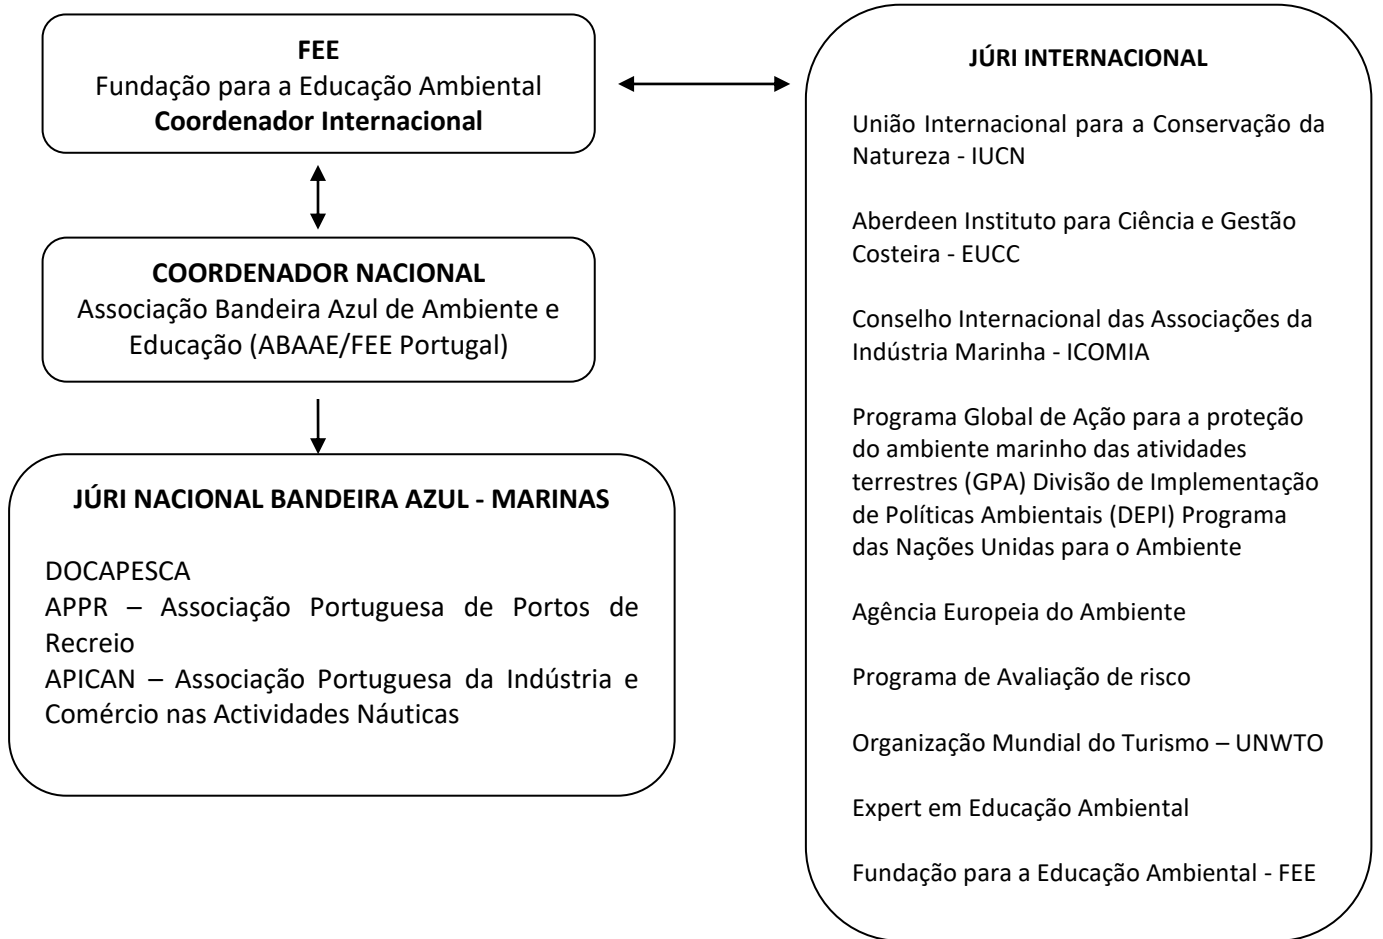 FEE
Fundação para a Educação Ambiental
Coordenador Internacional
COORDENADOR NACIONAL
Associação Bandeira Azul de Ambiente e
Educação (ABAAE/FEE Portugal)
JÚRI NACIONAL BANDEIRA AZUL - MARINAS
DOCAPESCA
APPR – Associação Portuguesa de Portos de
Recreio
APICAN – Associação Portuguesa da Indústria e
Comércio nas Actividades Náuticas
JÚRI INTERNACIONAL
União Internacional para a Conservação da
Natureza - IUCN
Aberdeen Instituto para Ciência e Gestão
Costeira - EUCC
Conselho Internacional das Associações da
Indústria Marinha - ICOMIA
Programa Global de Ação para a proteção
do ambiente marinho das atividades
terrestres (GPA) Divisão de Implementação
de Políticas Ambientais (DEPI) Programa
das Nações Unidas para o Ambiente
Agência Europeia do Ambiente
Programa de Avaliação de risco
Organização Mundial do Turismo – UNWTO
Expert em Educação Ambiental
Fundação para a Educação Ambiental - FEE